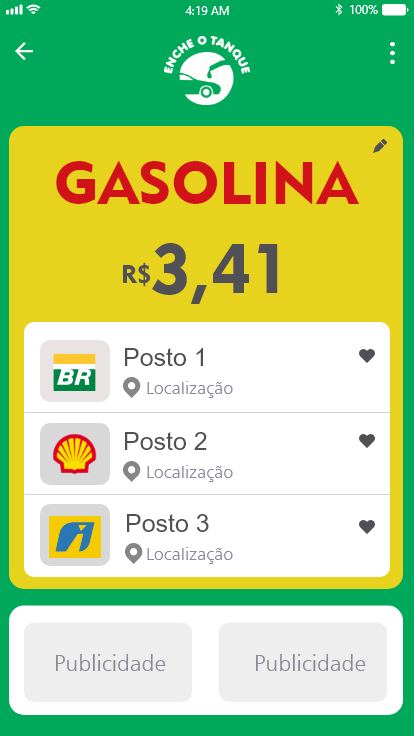 4:19 AM
100%
ENCHE O TANQUE
GASOLINA
R$3,41
Posto 1
BR
Localização
Posto 2
Localização
Posto 3
Localização
Publicidade
Publicidade